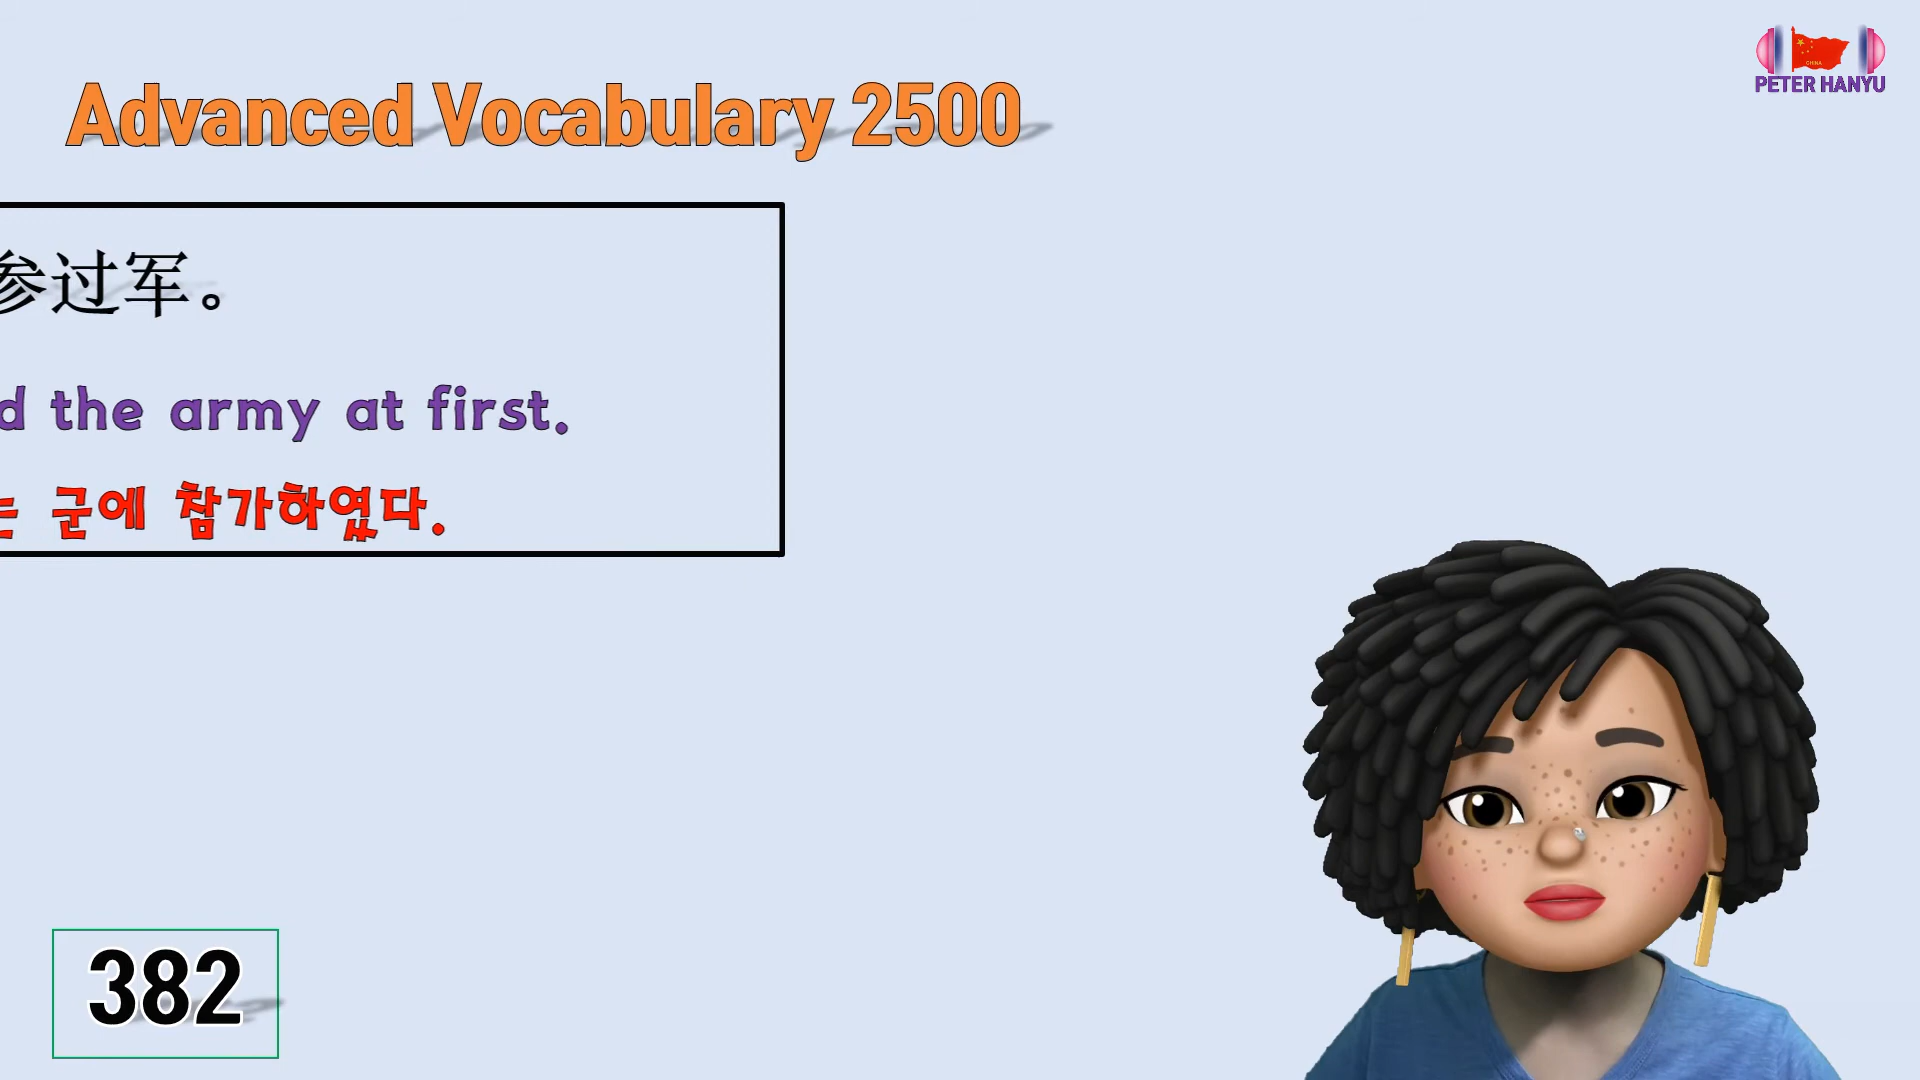 Advanced Vocabulary 2500
CHINA
PETER HANYU
参过军。
the army at first.
군에 참가하였다.
382